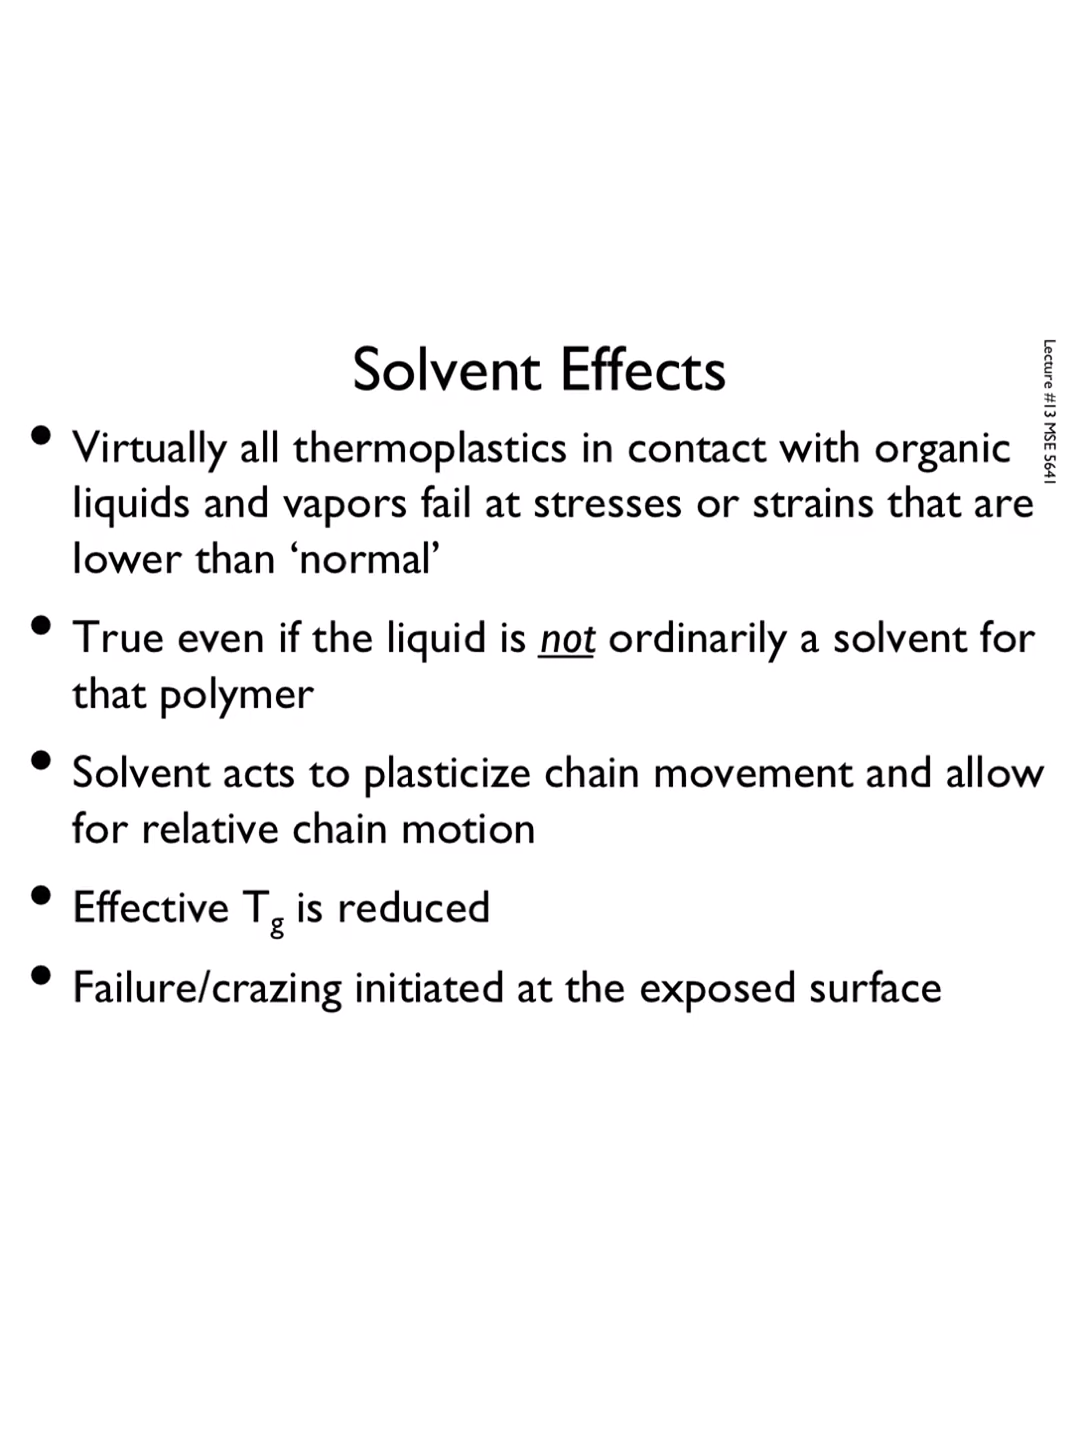 Solvent Effects
Lecture #13 MSE 5641
• Virtually all thermoplastics in contact with organic
liquids and vapors fail at stresses or strains that are
lower than ‘normal’
• True even if the liquid is not ordinarily a solvent for
that polymer
• Solvent acts to plasticize chain movement and allow
for relative chain motion
• Effective Tg is reduced
• Failure/crazing initiated at the exposed surface